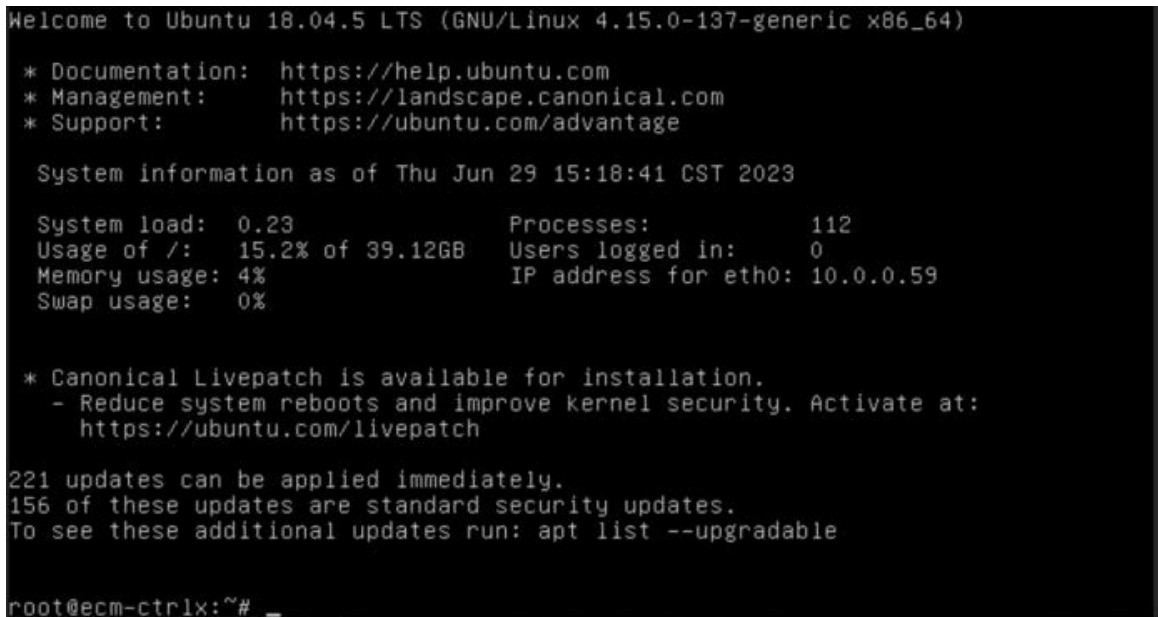 Welcome to Ubuntu 18.04.5 LTS (GNU/Linux 4.15.0-137-generic x86_64)
* Documentation: https://help.ubuntu.com
* Management: https://landscape.canonical.com
* Support: https://ubuntu.com/advantage
System information as of Thu Jun 29 15:18:41 CST 2023
System load: 0.23 Processes: 112
Usage of /: 15.2% of 39.12GB Users logged in: 0
Memory usage: 4% IP address for eth0: 10.0.0.59
Swap usage: 0%
* Canonical Livepatch is available for installation.
- Reduce system reboots and improve kernel security. Activate at:
https://ubuntu.com/livepatch
221 updates can be applied immediately.
156 of these updates are standard security updates.
To see these additional updates run: apt list --upgradable
root@ecm-ctrlx:~# _